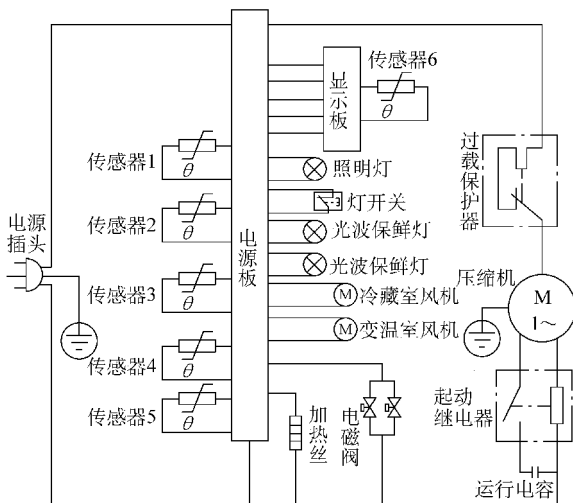 传感器6
θ
显示板
传感器1
θ
照明灯
过载保护器
灯开关
传感器2
θ
光波保鲜灯
电源插头
电源板
光波保鲜灯
传感器3
θ
M
冷藏室风机
压缩机
M
1~
M
变温室风机
传感器4
θ
传感器5
θ
加热丝
电磁阀
起动
继电器
运行电容